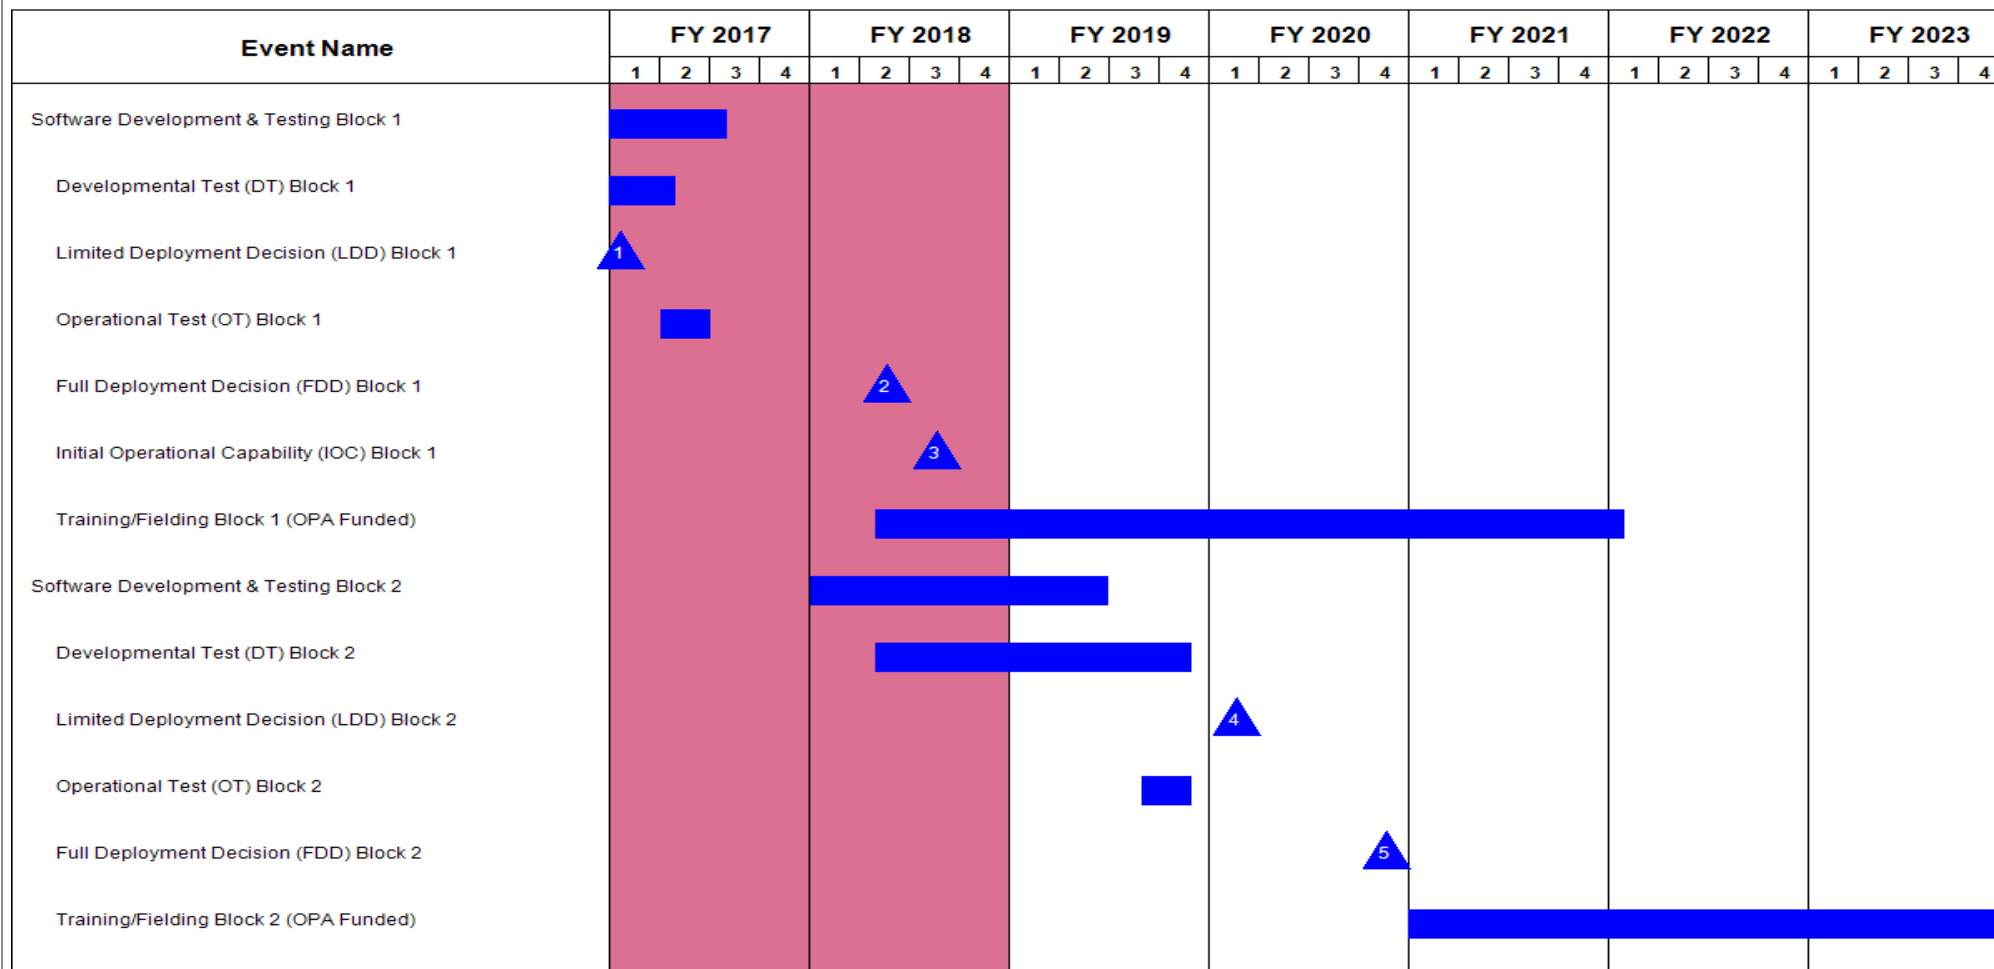 Event Name
FY 2017 FY 2018 FY 2019 FY 2020 FY 2021 FY 2022 FY 2023
1 2 3 4 1 2 3 4 1 2 3 4 1 2 3 4 1 2 3 4 1 2 3 4 1 2 3 4
Software Development & Testing Block 1
Developmental Test (DT) Block 1
Limited Deployment Decision (LDD) Block 1 1
Operational Test (OT) Block 1
Full Deployment Decision (FDD) Block 1 2
Initial Operational Capability (IOC) Block 1 3
Training/Fielding Block 1 (OPA Funded)
Software Development & Testing Block 2
Developmental Test (DT) Block 2
Limited Deployment Decision (LDD) Block 2 4
Operational Test (OT) Block 2
Full Deployment Decision (FDD) Block 2 5
Training/Fielding Block 2 (OPA Funded)